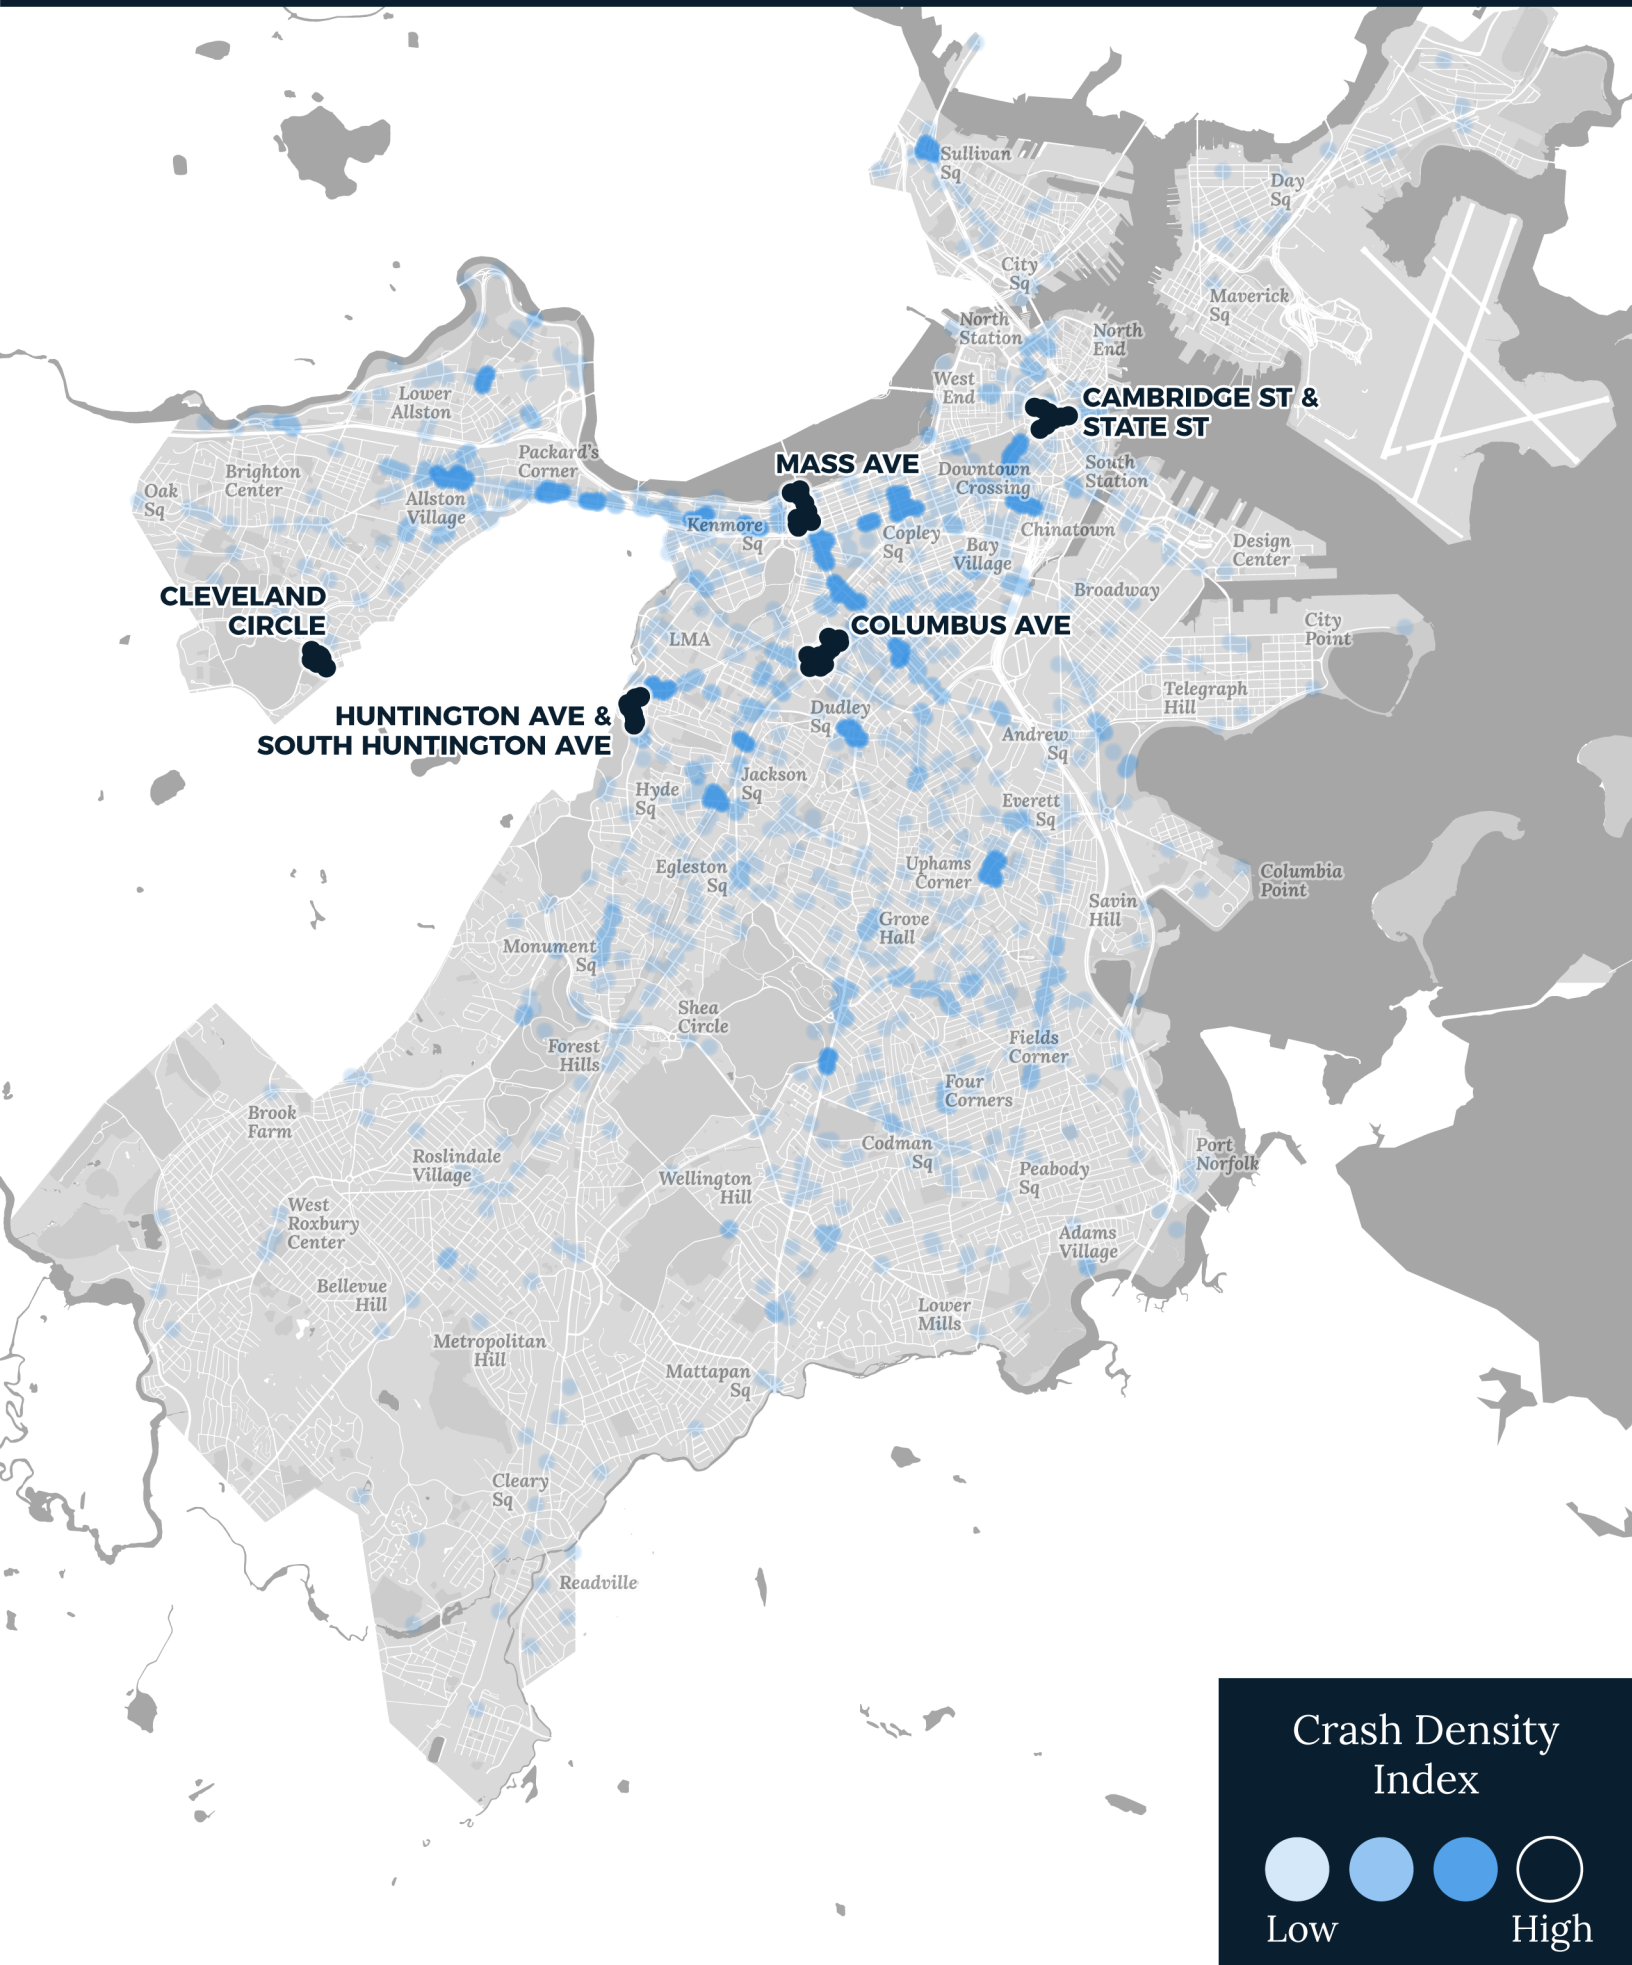 Sullivan
Sq
Day
Sq
City
Sq
Maverick
Sq
North
Station
North
End
West
End
CAMBRIDGE ST &
STATE ST
Lower
Allston
Packard's
Corner
Brighton
Center
Oak
Sq
Allston
Village
MASS AVE
Downtown
Crossing
South
Station
Kenmore
Sq
Copley
Sq
Chinatown
Bay
Village
Design
Center
Broadway
CLEVELAND
CIRCLE
COLUMBUS AVE
LMA
City
Point
Telegraph
Hill
HUNTINGTON AVE &
SOUTH HUNTINGTON AVE
Dudley
Sq
Andrew
Sq
Jackson
Sq
Hyde
Sq
Everett
Sq
Egleston
Sq
Uphams
Corner
Columbia
Point
Savin
Hill
Grove
Hall
Monument
Sq
Shea
Circle
Forest
Hills
Fields
Corner
Four
Corners
Brook
Farm
Codman
Sq
Port
Norfolk
Roslindale
Village
Wellington
Hill
Peabody
Sq
West
Roxbury
Center
Adams
Village
Bellevue
Hill
Lower
Mills
Metropolitan
Hill
Mattapan
Sq
Cleary
Sq
Readville
Crash Density
Index
Low
High